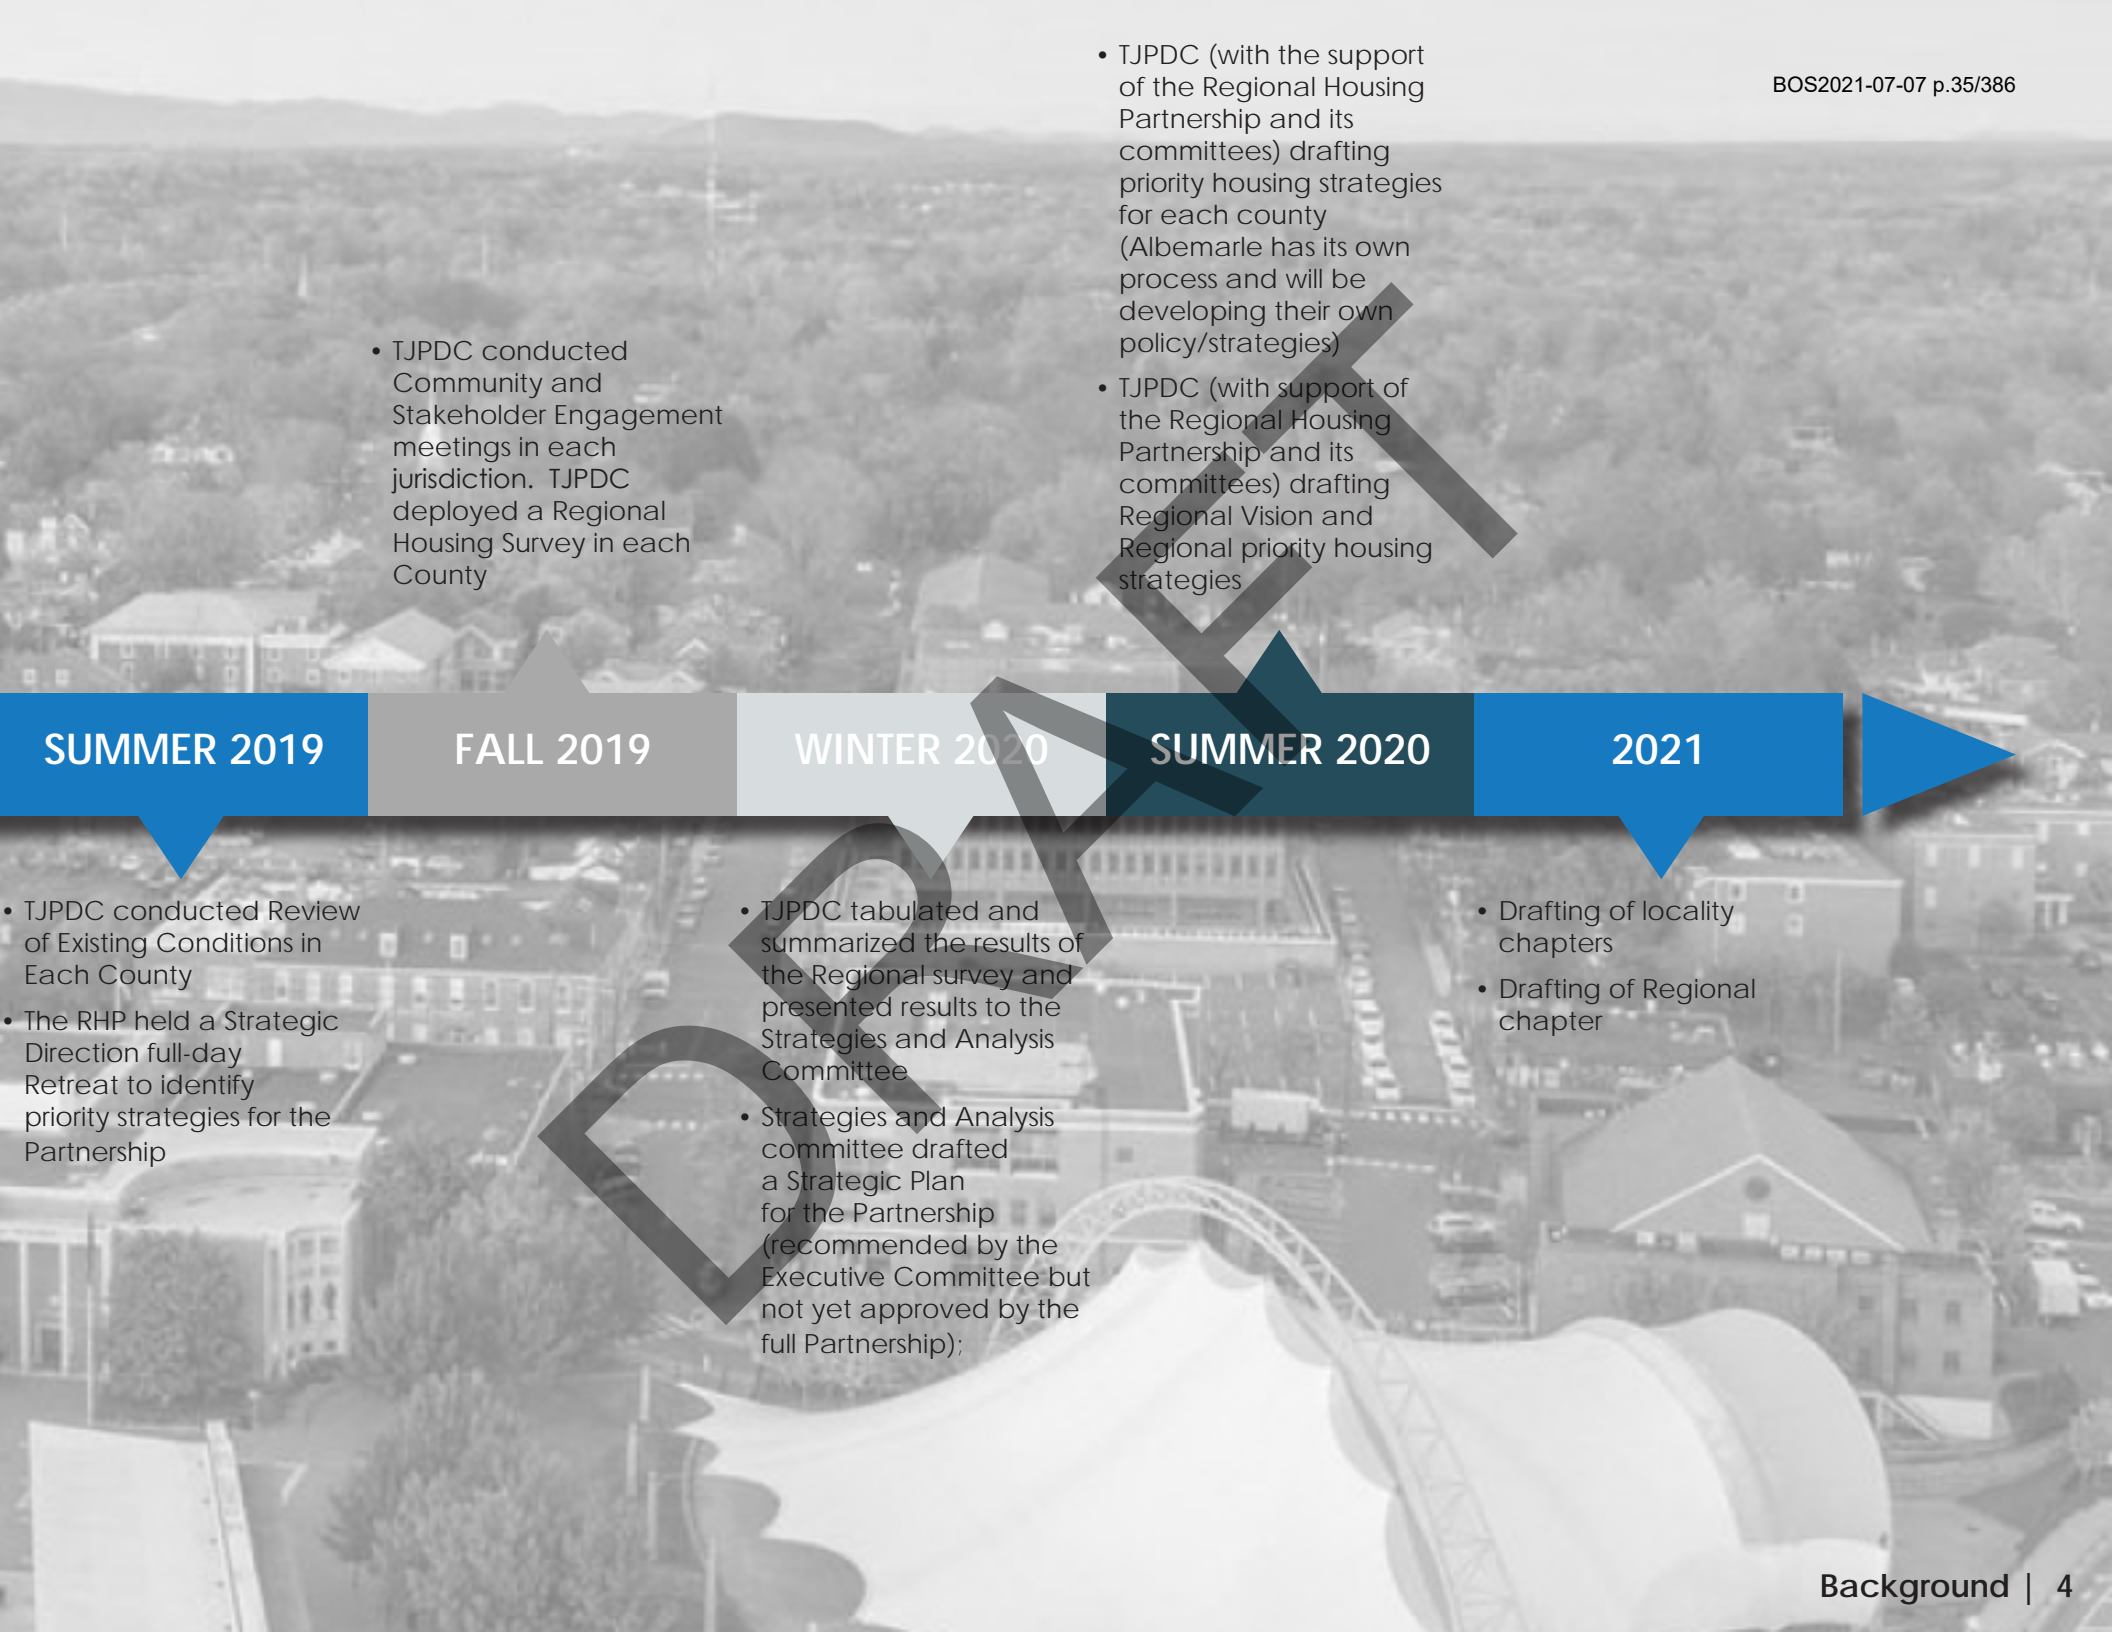 BOS2021-07-07 p.35/386
• TJPDC (with the support
of the Regional Housing
Partnership and its
committees) drafting
priority housing strategies
for each county
(Albemarle has its own
process and will be
developing their own
policy/strategies)
• TJPDC (with support of
the Regional Housing
Partnership and its
committees) drafting
Regional Vision and
Regional priority housing
strategies
• TJPDC conducted
Community and
Stakeholder Engagement
meetings in each
jurisdiction.  TJPDC
deployed a Regional
Housing Survey in each
County
SUMMER 2019
FALL 2019
WINTER 2020
SUMMER 2020
2021
• TJPDC conducted Review
of Existing Conditions in
Each County
• The RHP held a Strategic
Direction full-day
Retreat to identify
priority strategies for the
Partnership
• TJPDC tabulated and
summarized the results of
the Regional survey and
presented results to the
Strategies and Analysis
Committee
• Strategies and Analysis
committee drafted
a Strategic Plan
for the Partnership
(recommended by the
Executive Committee but
not yet approved by the
full Partnership);
• Drafting of locality
chapters
• Drafting of Regional
chapter
DRAFT
Background | 4